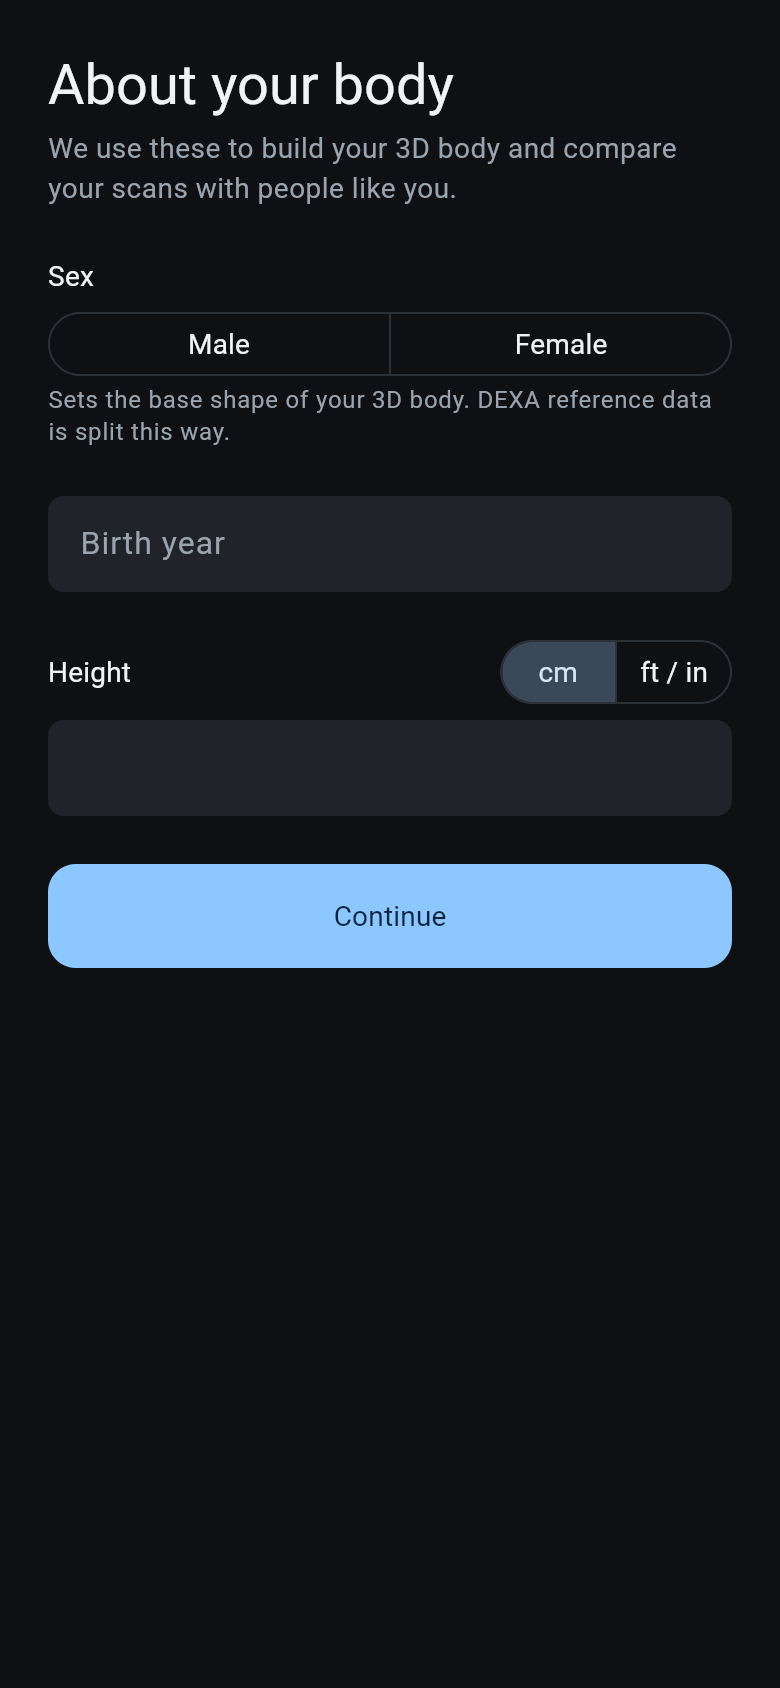 About your body
We use these to build your 3D body and compare
your scans with people like you.
Sex
Male
Female
Sets the base shape of your 3D body. DEXA reference data
is split this way.
Birth year
Height
cm
ft / in
Continue